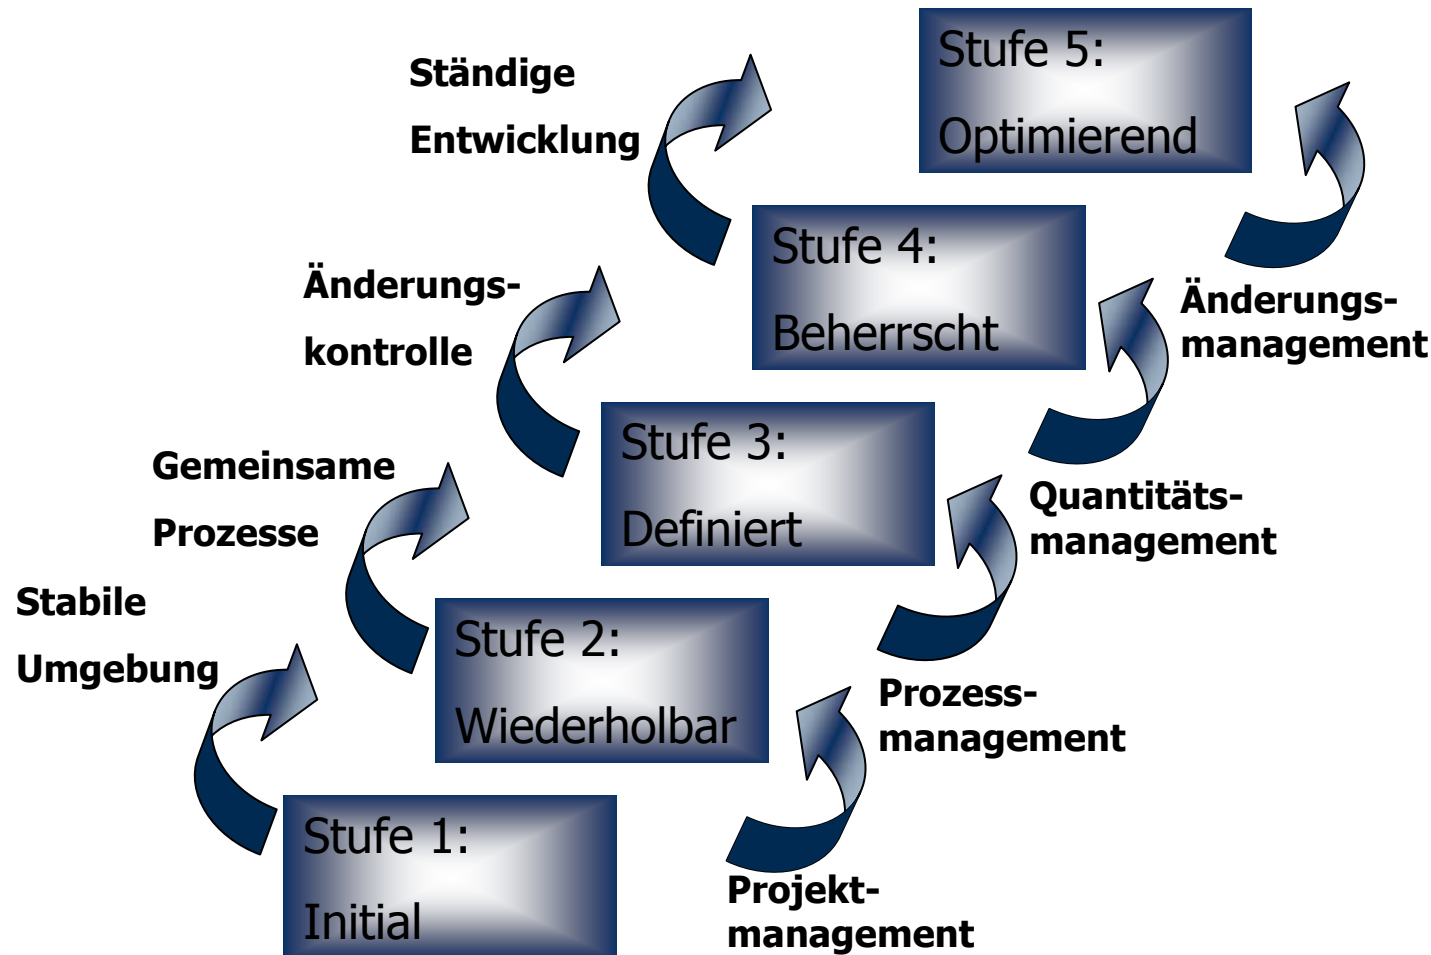 Ständige
Entwicklung
Stufe 5:
Optimierend
Änderungs-
kontrolle
Stufe 4:
Beherrscht
Änderungs-
management
Gemeinsame
Prozesse
Stufe 3:
Definiert
Quantitäts-
management
Stabile
Umgebung
Stufe 2:
Wiederholbar
Prozess-
management
Stufe 1:
Initial
Projekt-
management